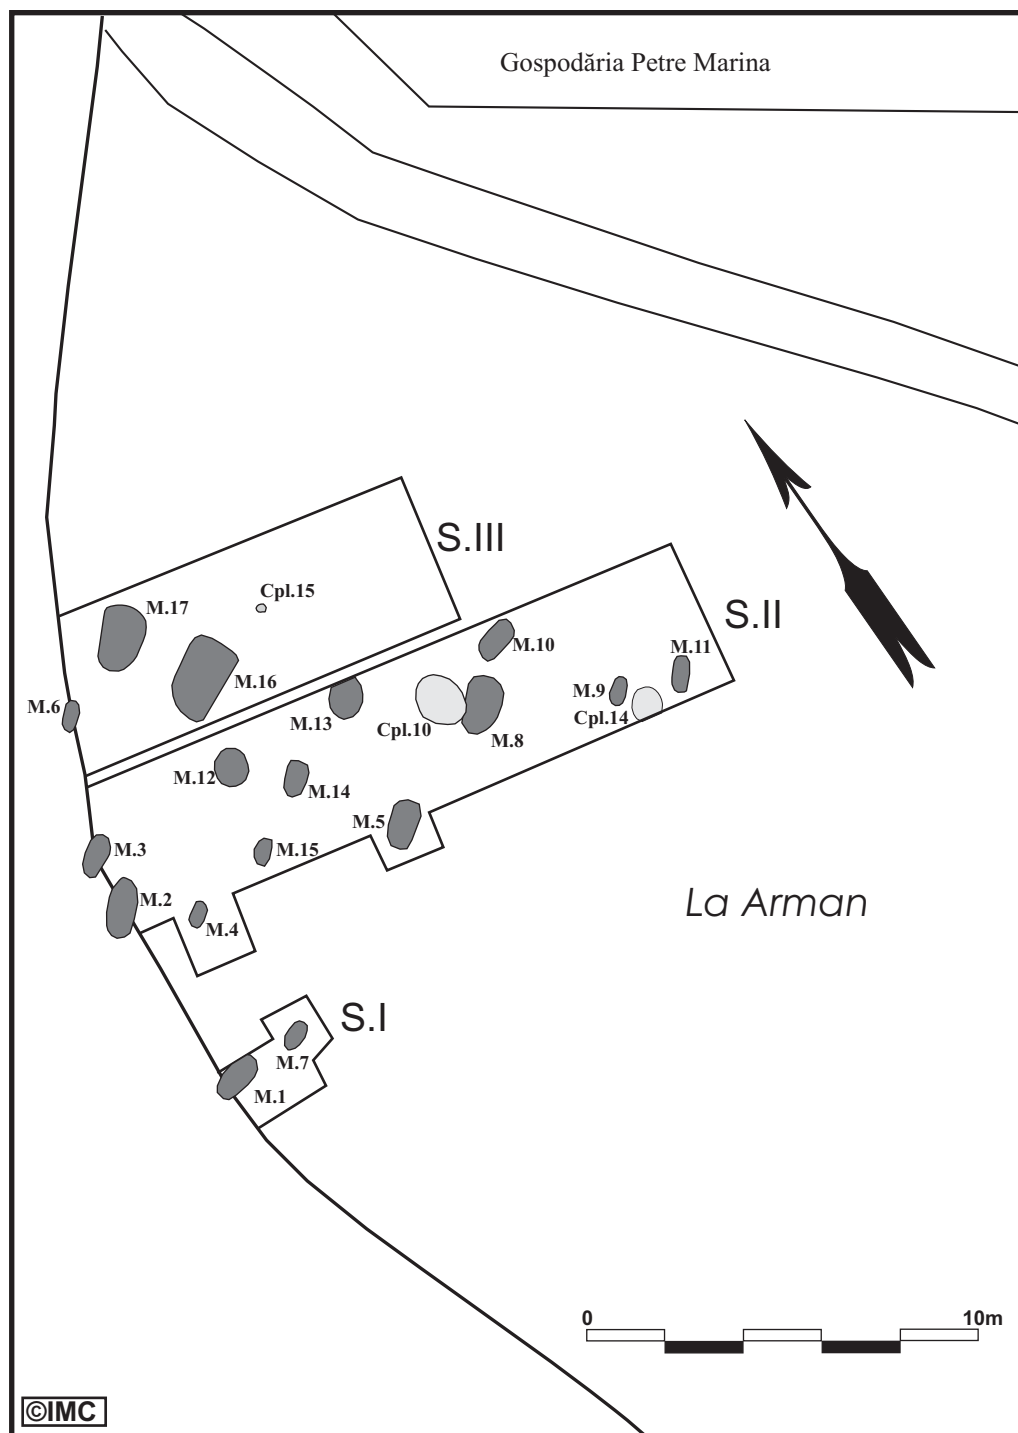 Gospodăria Petre Marina
S.III
Cpl.15
M.17
S.II
M.10
M.11
M.16
M.9
M.6
M.13
Cpl.14
Cpl.10
M.8
M.12
M.14
M.5
M.3
M.15
M.2
La Arman
M.4
S.I
M.7
M.1
0 10m
©IMC